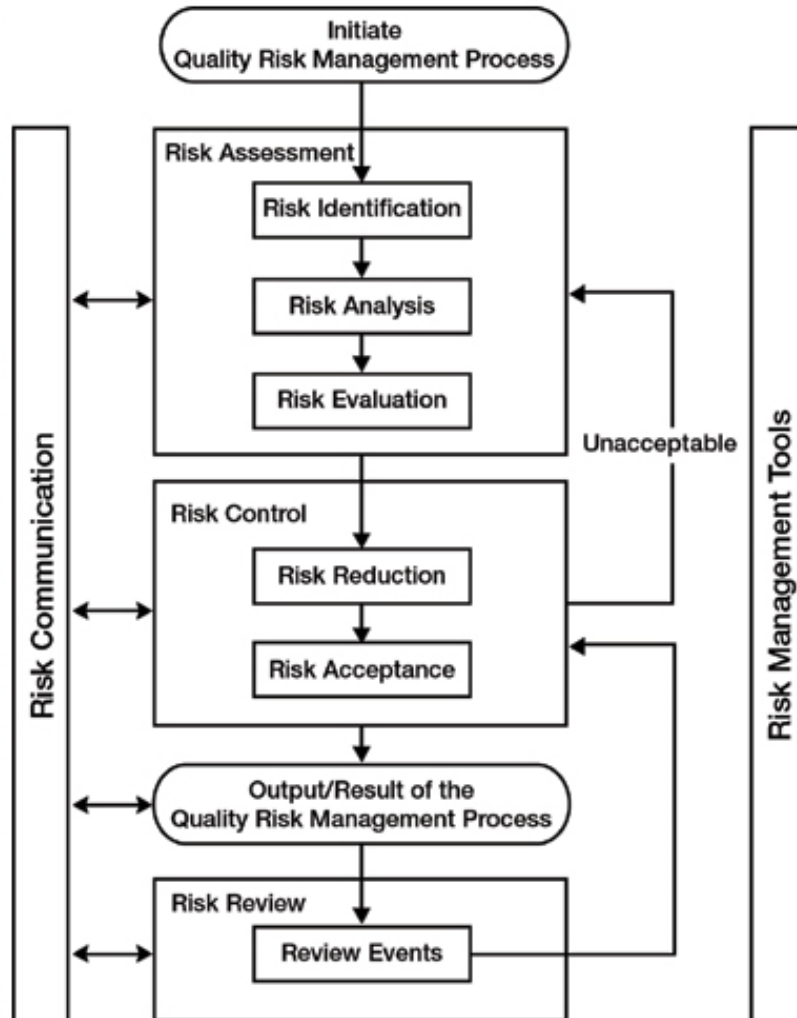 Initiate
Quality Risk Management Process
Risk Assessment
Risk Identification
Risk Analysis
Risk Evaluation
Unacceptable
Risk Communication
Risk Management Tools
Risk Control
Risk Reduction
Risk Acceptance
Output/Result of the
Quality Risk Management Process
Risk Review
Review Events